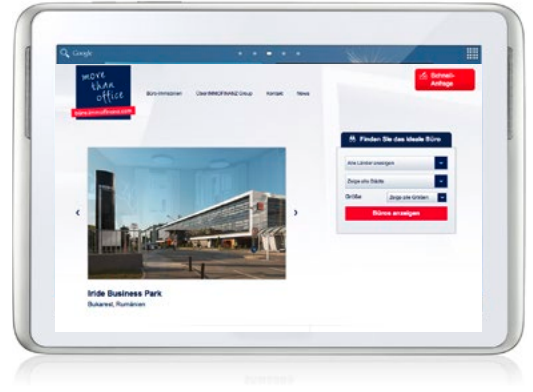 Google
more
than
office
Schnell-
Anfrage
Büro-Immobilien Über IMMOFINANZ Group Kontakt News
Finden Sie das ideale Büro
Alle Länder anzeigen
Zeige alle Städte
Größe Zeige alle Größen
Büros anzeigen
Iride Business Park
Bukarest, Rumänien
SAMSUNG